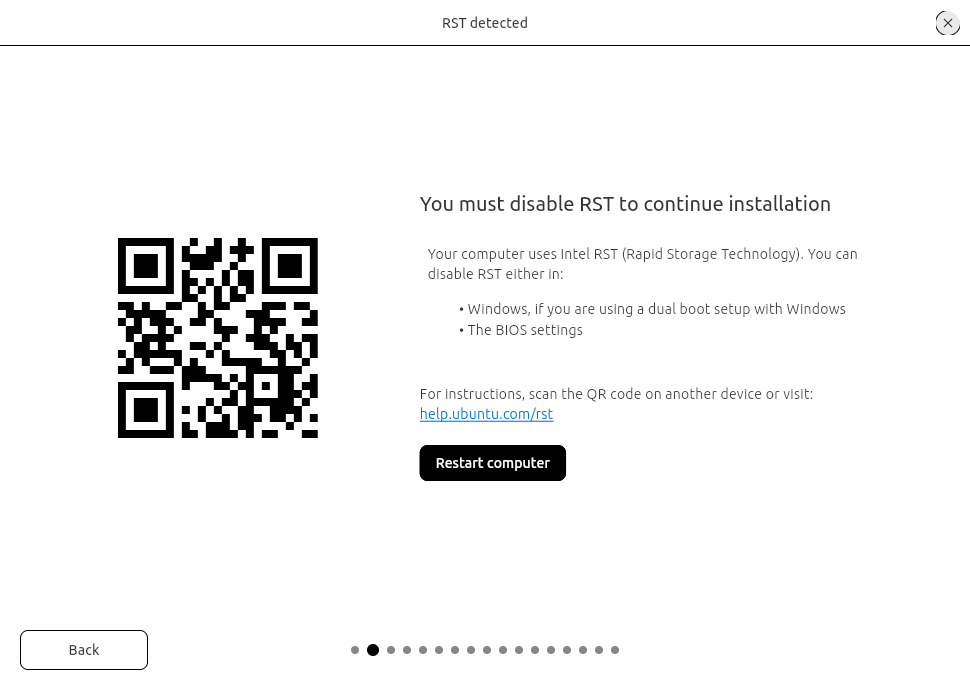 RST detected
You must disable RST to continue installation
Your computer uses Intel RST (Rapid Storage Technology). You can
disable RST either in:
• Windows, if you are using a dual boot setup with Windows
• The BIOS settings
For instructions, scan the QR code on another device or visit:
help.ubuntu.com/rst
Restart computer
Back